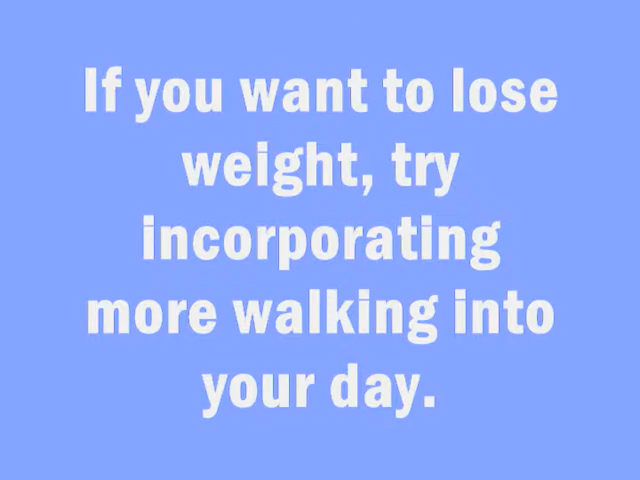 If you want to lose
weight, try
incorporating
more walking into
your day.